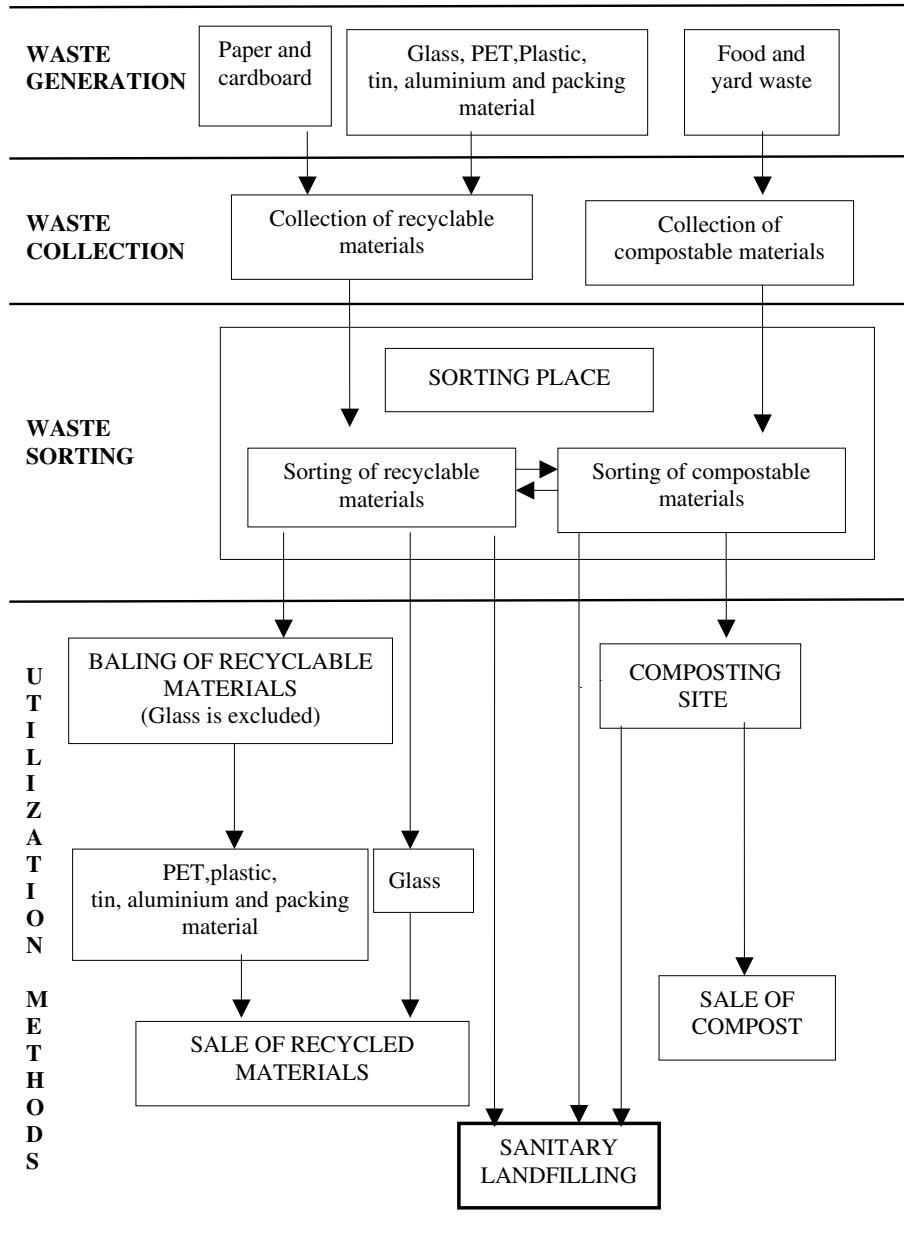 WASTE
GENERATION
Paper and
cardboard
Glass, PET,Plastic,
tin, aluminium and packing
material
Food and
yard waste
WASTE
COLLECTION
Collection of recyclable
materials
Collection of
compostable materials
SORTING PLACE
WASTE
SORTING
Sorting of recyclable
materials
Sorting of compostable
materials
UTILIZATION METHODS
BALING OF RECYCLABLE
MATERIALS
(Glass is excluded)
COMPOSTING
SITE
PET,plastic,
tin, aluminium and packing
material
Glass
SALE OF RECYCLED
MATERIALS
SALE OF
COMPOST
SANITARY
LANDFILLING